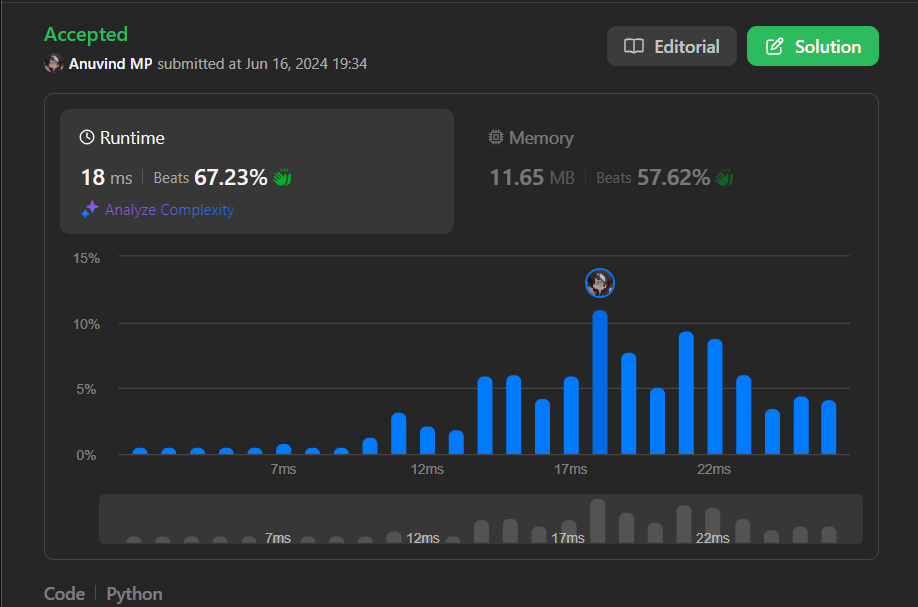 Accepted
Editorial
Solution
Anuvind MP submitted at Jun 16, 2024 19:34
Runtime
Memory
18 ms | Beats 67.23%
11.65 MB | Beats 57.62%
Analyze Complexity
15%
10%
5%
0%
7ms 12ms 17ms 22ms
7ms 12ms 17ms 22ms
Code | Python